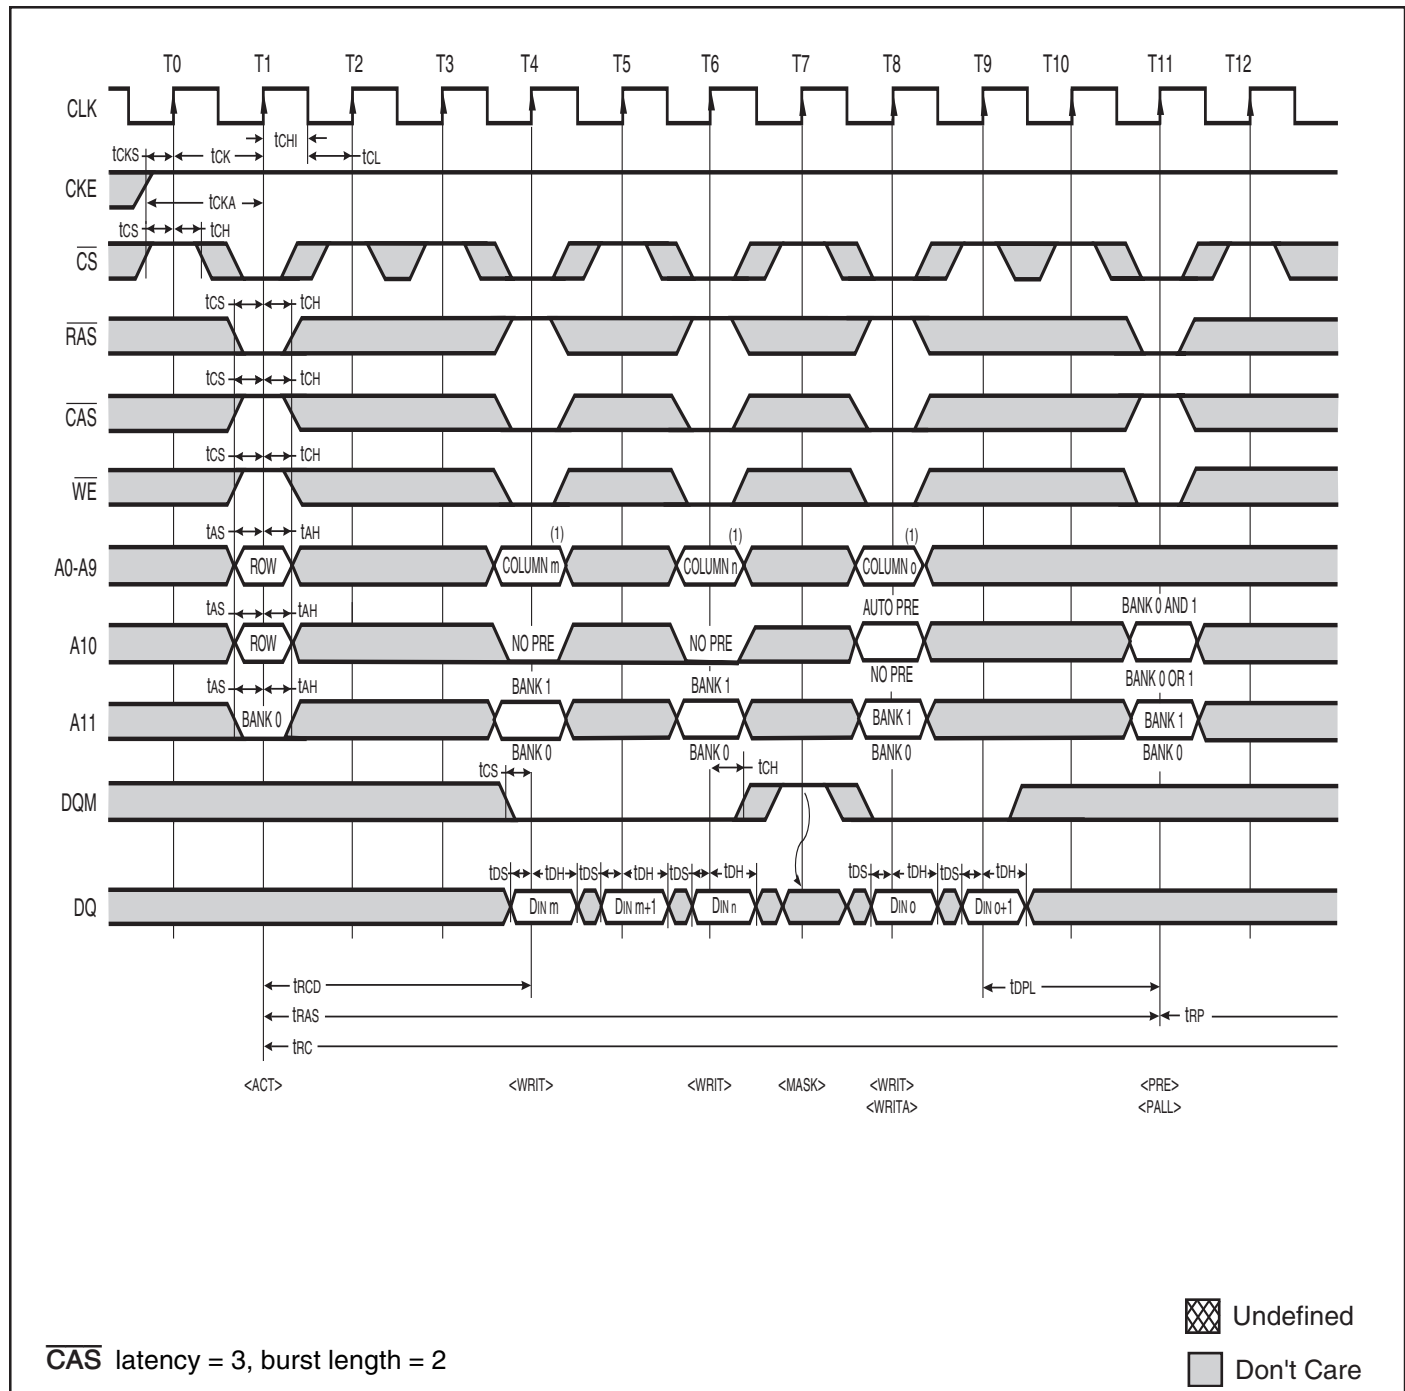 T0 T1 T2 T3 T4 T5 T6 T7 T8 T9 T10 T11 T12
CLK
tCHI
tCKS tCK tCL
CKE
tCKA
tCS tCH
CS
tCS tCH
RAS
tCS tCH
CAS
tCS tCH
WE
tAS tAH (1) (1) (1)
A0-A9 ROW COLUMN m COLUMN n COLUMN o
tAS tAH AUTO PRE BANK 0 AND 1
A10 ROW NO PRE NO PRE
NO PRE BANK 0 OR 1
tAS tAH BANK 1 BANK 1
A11 BANK 0 BANK 1 BANK 1
BANK 0 BANK 0 BANK 0 BANK 0
tCS tCH
DQM
tDS tDH tDS tDH tDS tDH tDS tDH tDS tDH
DQ DIN m DIN m+1 DIN n DIN o DIN o+1
tRCD tDPL
tRAS tRP
tRC
<ACT> <WRIT> <WRIT> <MASK> <WRIT> <PRE>
<WRITA> <PALL>
Undefined
CAS latency = 3, burst length = 2
Don't Care